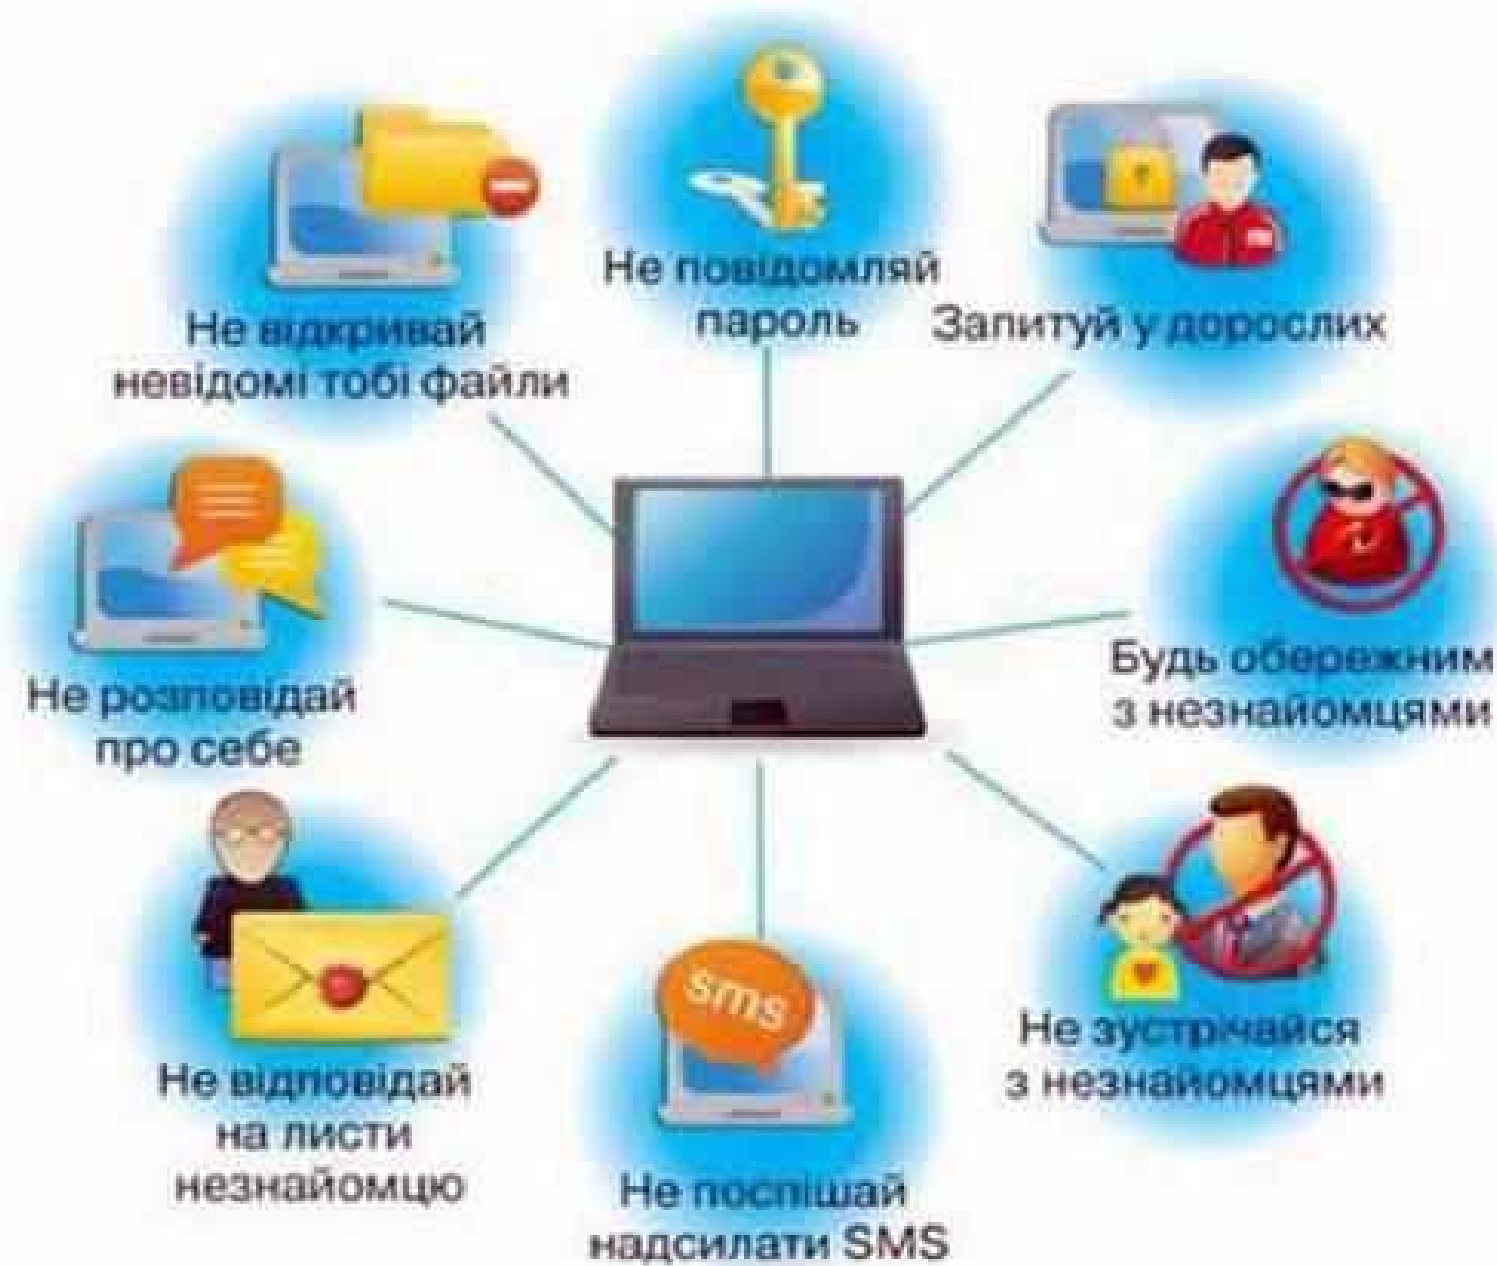 Не повідомляй
пароль
Запитуй у дорослих
Будь обережним
з незнайомцями
Не зустрічайся
з незнайомцями
sms
Не поспішай
надсилати SMS
Не відповідай
на листи
незнайомцю
Не розповідай
про себе
Не відкривай
невідомі тобі файли